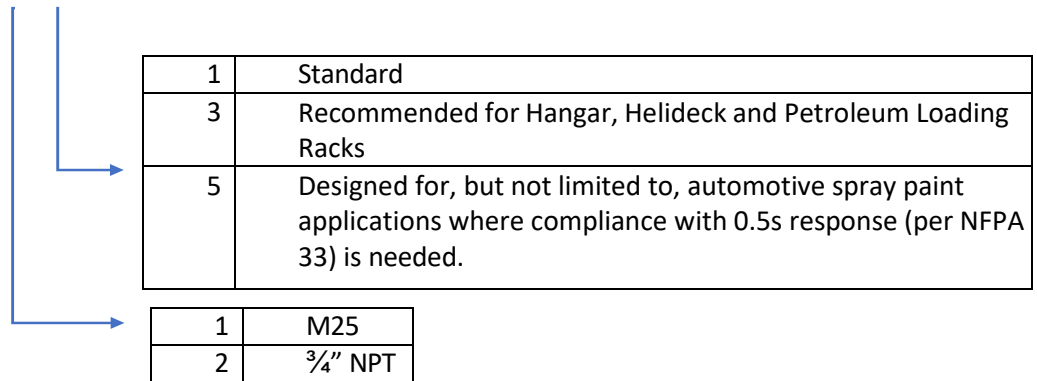 1 Standard
3 Recommended for Hangar, Helideck and Petroleum Loading
Racks
5 Designed for, but not limited to, automotive spray paint
applications where compliance with 0.5s response (per NFPA
33) is needed.
1 M25
2 ¾” NPT